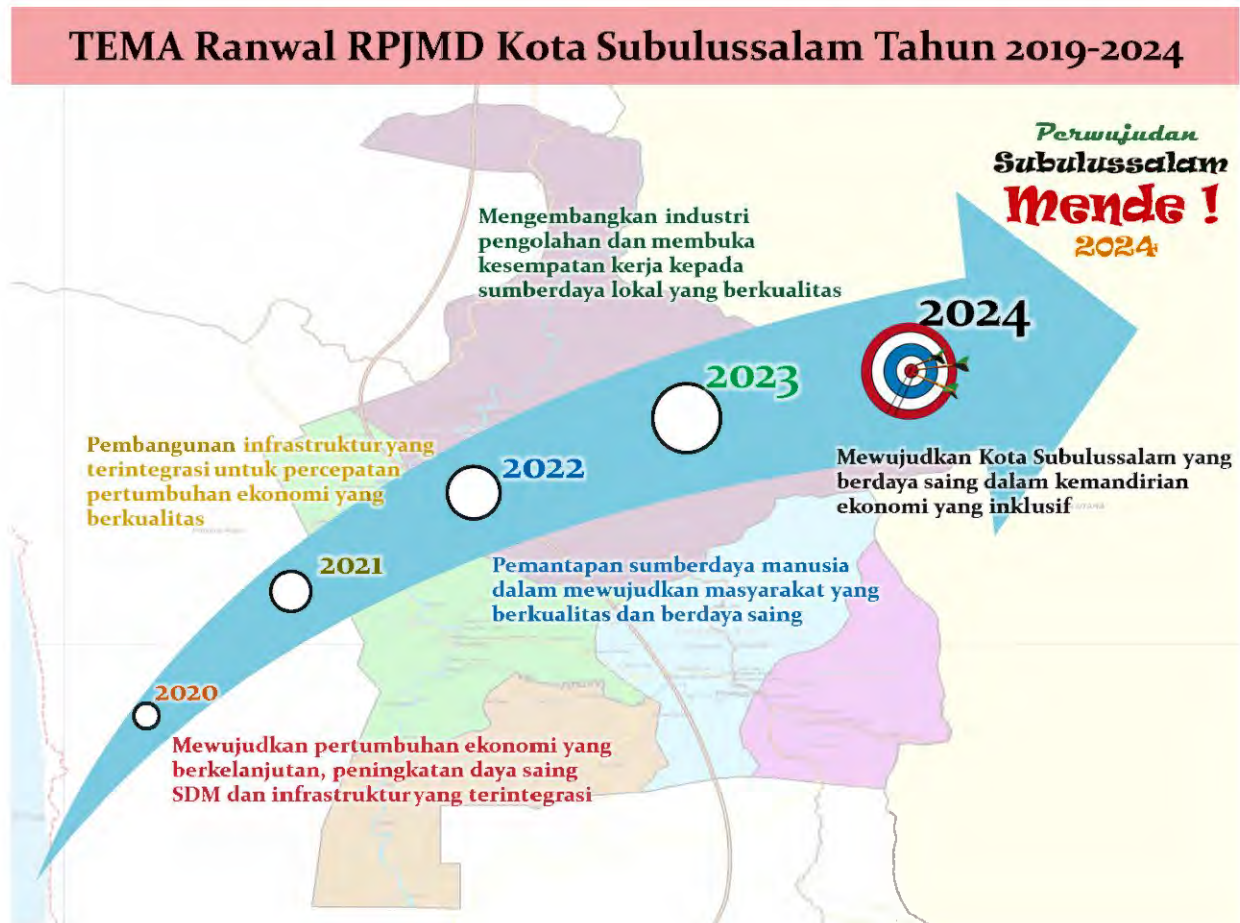 TEMA Ranwal RPJMD Kota Subulussalam Tahun 2019-2024
Perwujudan
Subulussalam
Mende !
2024
Mengembangkan industri
pengolahan dan membuka
kesempatan kerja kepada
sumberdaya lokal yang berkualitas
2024
2023
Pembangunan infrastruktur yang
terintegrasi untuk percepatan
pertumbuhan ekonomi yang
berkualitas
2022
Mewujudkan Kota Subulussalam yang
berdaya saing dalam kemandirian
ekonomi yang inklusif
2021
Pemantapan sumberdaya manusia
dalam mewujudkan masyarakat yang
berkualitas dan berdaya saing
2020
Mewujudkan pertumbuhan ekonomi yang
berkelanjutan, peningkatan daya saing
SDM dan infrastruktur yang terintegrasi